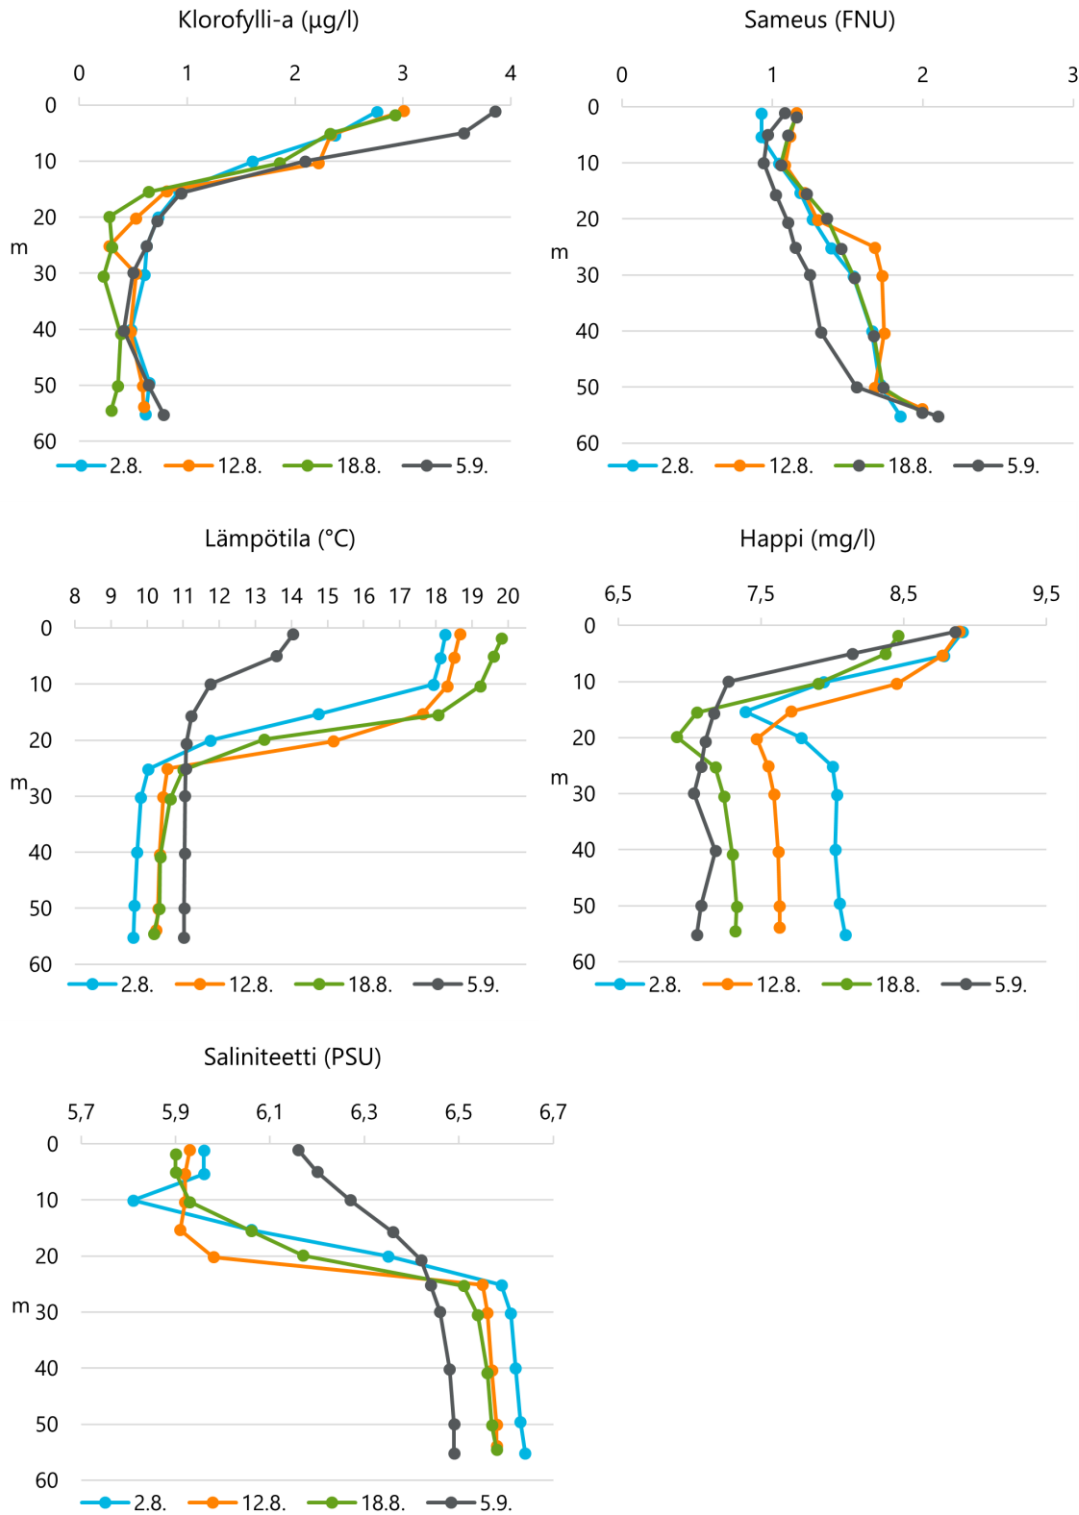 Klorofylli-a (µg/l)
0 1 2 3 4
0
10
20
m
30
40
50
60
2.8. 12.8. 18.8. 5.9.
Sameus (FNU)
0 1 2 3
0
10
20
m
30
40
50
60
2.8. 12.8. 18.8. 5.9.
Lämpötila (°C)
8 9 10 11 12 13 14 15 16 17 18 19 20
0
10
20
m
30
40
50
60
2.8. 12.8. 18.8. 5.9.
Happi (mg/l)
6,5 7,5 8,5 9,5
0
10
20
m
30
40
50
60
2.8. 12.8. 18.8. 5.9.
Saliniteetti (PSU)
5,7 5,9 6,1 6,3 6,5 6,7
0
10
20
m
30
40
50
60
2.8. 12.8. 18.8. 5.9.